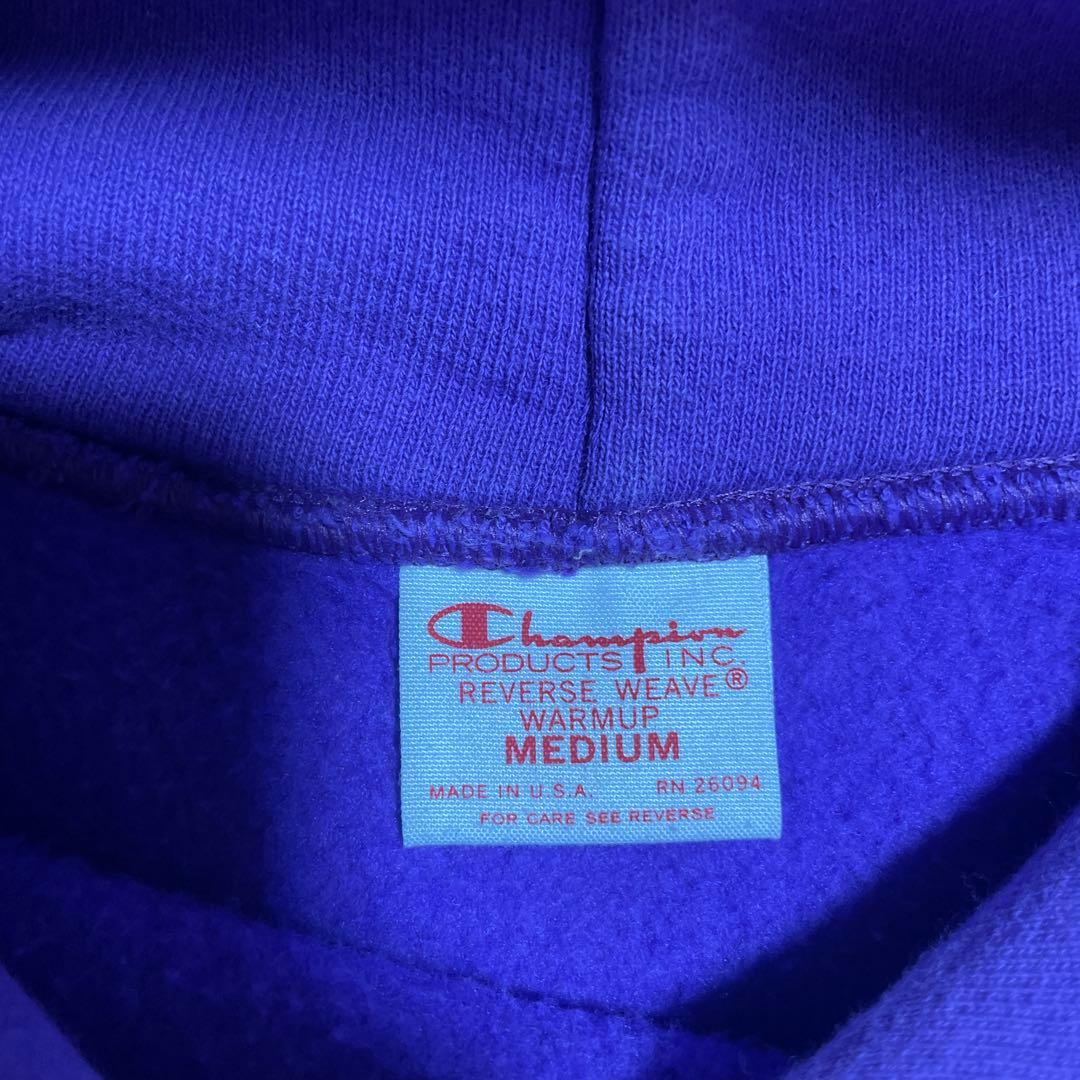 Champion
PRODUCTS INC.
REVERSE WEAVE®
WARMUP
MEDIUM
MADE IN U.S.A. RN 26094
FOR CARE SEE REVERSE